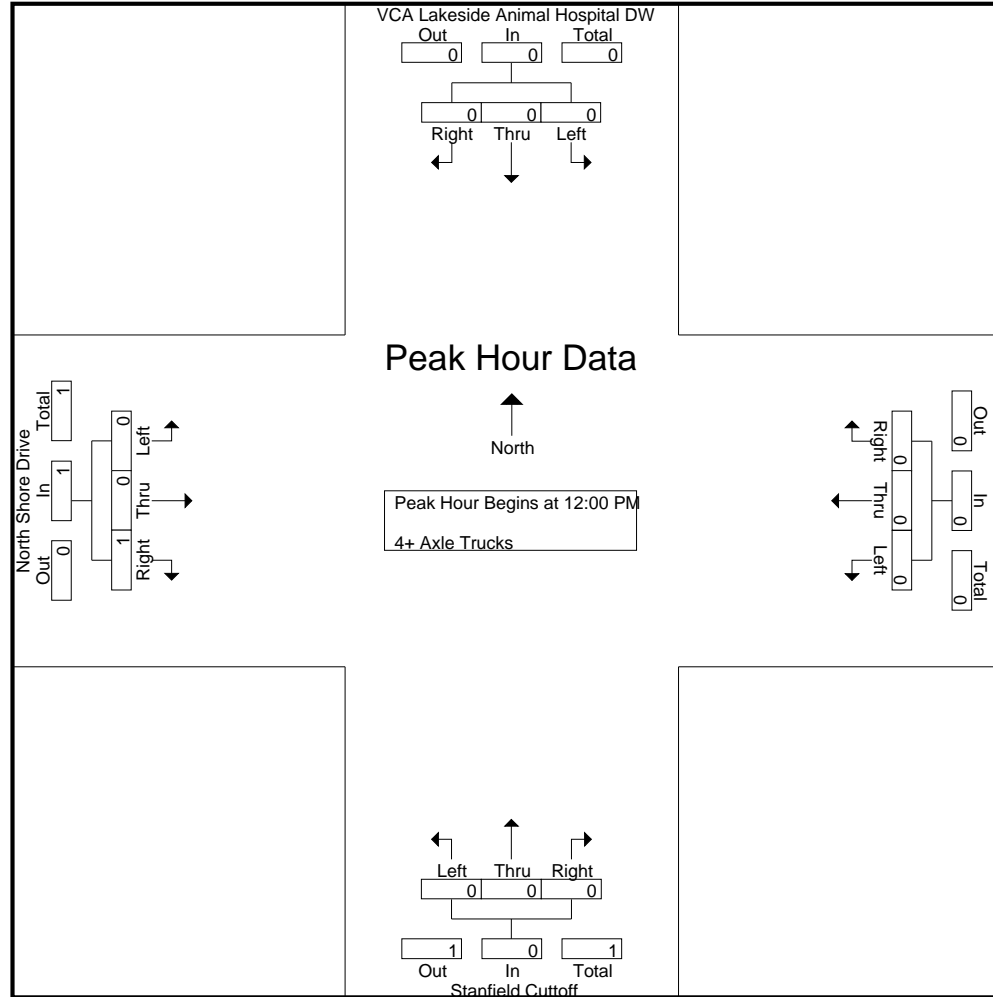 VCA Lakeside Animal Hospital DW
Out In Total
0 0 0
0 0 0
Right Thru Left
Peak Hour Data
North
Peak Hour Begins at 12:00 PM
4+ Axle Trucks
North Shore Drive
Out In Total
0 1 1
1 0 0
Right Thru Left
Out In Total
0 0 0
0 0 0
Right Thru Left
Left Thru Right
0 0 0
1 0 1
Out In Total
Stanfield Cuttoff